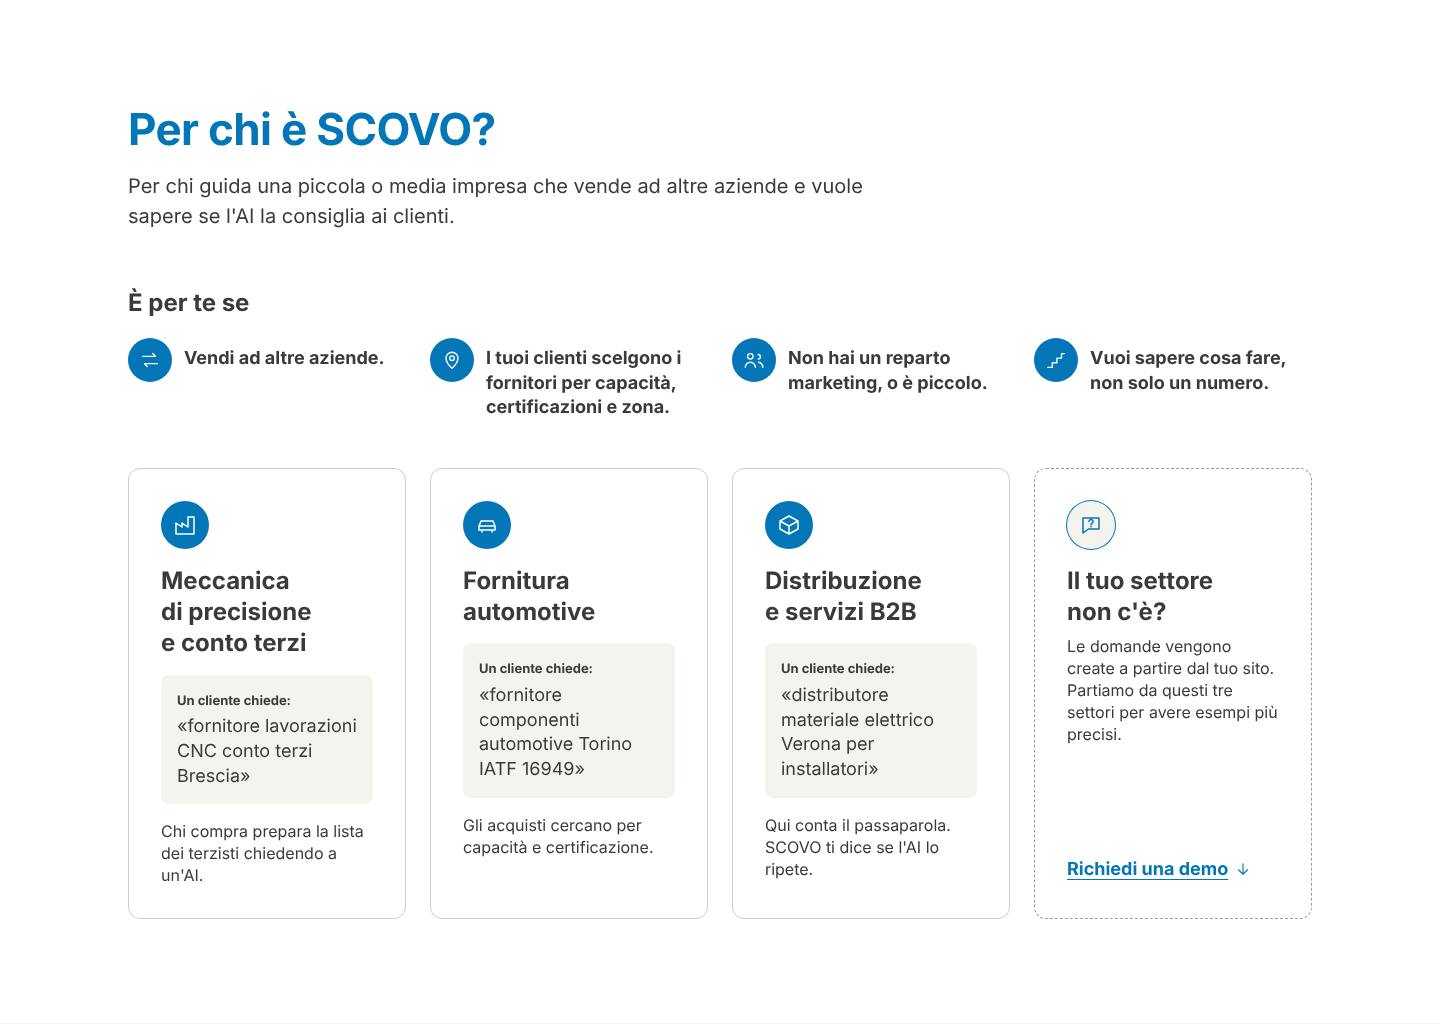 Per chi è SCOVO?
Per chi guida una piccola o media impresa che vende ad altre aziende e vuole
sapere se l'AI la consiglia ai clienti.
È per te se
Vendi ad altre aziende.
I tuoi clienti scelgono i
fornitori per capacità,
certificazioni e zona.
Non hai un reparto
marketing, o è piccolo.
Vuoi sapere cosa fare,
non solo un numero.
Meccanica
di precisione
e conto terzi
Un cliente chiede:
«fornitore lavorazioni
CNC conto terzi
Brescia»
Chi compra prepara la lista
dei terzisti chiedendo a
un'AI.
Fornitura
automotive
Un cliente chiede:
«fornitore
componenti
automotive Torino
IATF 16949»
Gli acquisti cercano per
capacità e certificazione.
Distribuzione
e servizi B2B
Un cliente chiede:
«distributore
materiale elettrico
Verona per
installatori»
Qui conta il passaparola.
SCOVO ti dice se l'AI lo
ripete.
Il tuo settore
non c'è?
Le domande vengono
create a partire dal tuo sito.
Partiamo da questi tre
settori per avere esempi più
precisi.
Richiedi una demo ↓